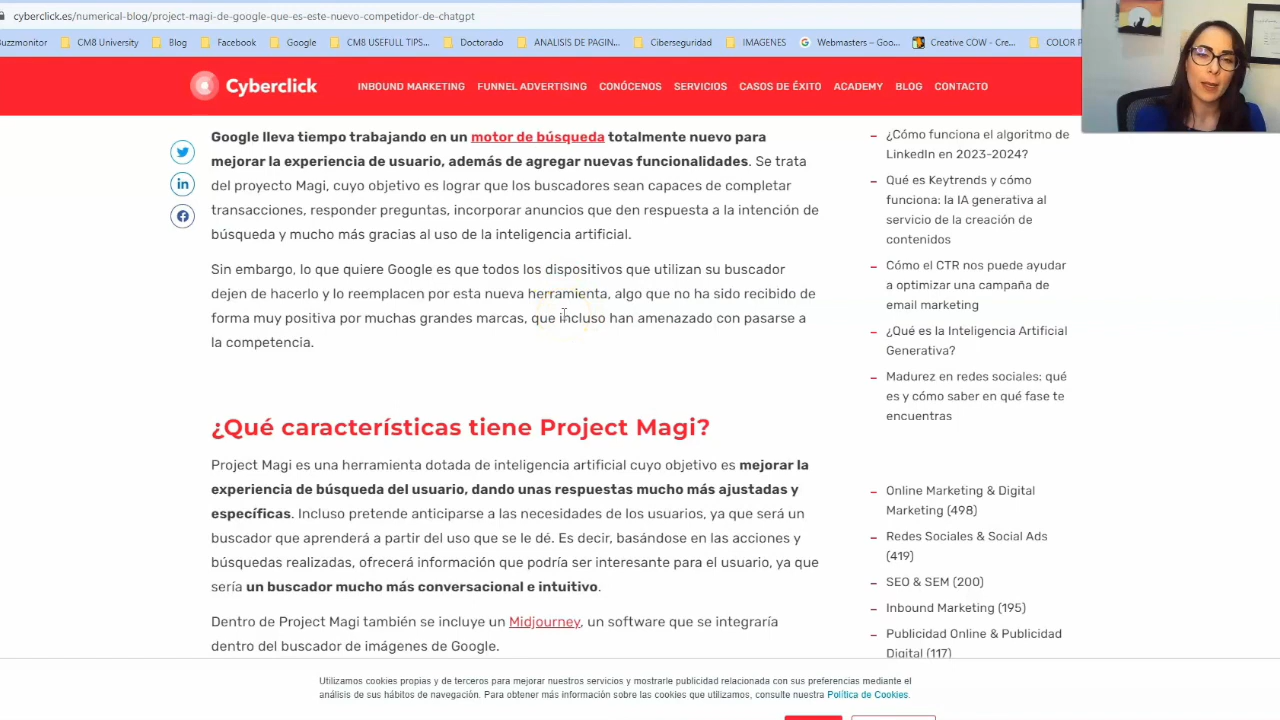 cyberclick.es/numerical-blog/project-magi-de-google-que-es-este-nuevo-competidor-de-chatgpt
Buzzmonitor CM8 University Blog Facebook Google CM8 USEFULL TIPS... Doctorado ANALISIS DE PAGIN... Ciberseguridad IMAGENES Webmasters – Goo... Creative COW - Cre... COLOR P
Cyberclick INBOUND MARKETING FUNNEL ADVERTISING CONÓCENOS SERVICIOS CASOS DE ÉXITO ACADEMY BLOG CONTACTO
Google lleva tiempo trabajando en un motor de búsqueda totalmente nuevo para
mejorar la experiencia de usuario, además de agregar nuevas funcionalidades. Se trata
del proyecto Magi, cuyo objetivo es lograr que los buscadores sean capaces de completar
transacciones, responder preguntas, incorporar anuncios que den respuesta a la intención de
búsqueda y mucho más gracias al uso de la inteligencia artificial.
Sin embargo, lo que quiere Google es que todos los dispositivos que utilizan su buscador
dejen de hacerlo y lo reemplacen por esta nueva herramienta, algo que no ha sido recibido de
forma muy positiva por muchas grandes marcas, que incluso han amenazado con pasarse a
la competencia.
¿Qué características tiene Project Magi?
Project Magi es una herramienta dotada de inteligencia artificial cuyo objetivo es mejorar la
experiencia de búsqueda del usuario, dando unas respuestas mucho más ajustadas y
específicas. Incluso pretende anticiparse a las necesidades de los usuarios, ya que será un
buscador que aprenderá a partir del uso que se le dé. Es decir, basándose en las acciones y
búsquedas realizadas, ofrecerá información que podría ser interesante para el usuario, ya que
sería un buscador mucho más conversacional e intuitivo.
Dentro de Project Magi también se incluye un Midjourney, un software que se integraría
dentro del buscador de imágenes de Google.
– ¿Cómo funciona el algoritmo de
LinkedIn en 2023-2024?
– Qué es Keytrends y cómo
funciona: la IA generativa al
servicio de la creación de
contenidos
– Cómo el CTR nos puede ayudar
a optimizar una campaña de
email marketing
– ¿Qué es la Inteligencia Artificial
Generativa?
– Madurez en redes sociales: qué
es y cómo saber en qué fase te
encuentras
– Online Marketing & Digital
Marketing (498)
– Redes Sociales & Social Ads
(419)
– SEO & SEM (200)
– Inbound Marketing (195)
– Publicidad Online & Publicidad
Digital (117)
Utilizamos cookies propias y de terceros para mejorar nuestros servicios y mostrarle publicidad relacionada con sus preferencias mediante el
análisis de sus hábitos de navegación. Para obtener más información sobre las cookies que utilizamos, consulte nuestra Política de Cookies.